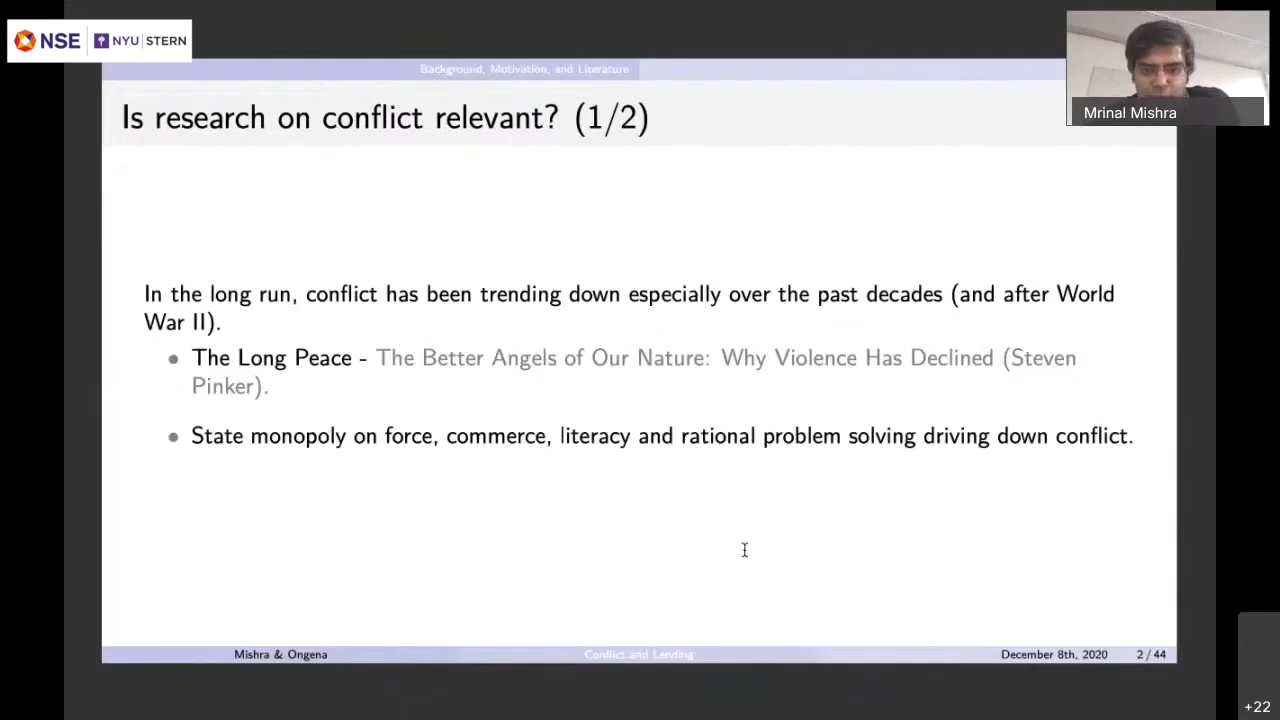 NSE NYU STERN
Background, Motivation, and Literature
Is research on conflict relevant? (1/2)
Mrinal Mishra
In the long run, conflict has been trending down especially over the past decades (and after World
War II).
The Long Peace - The Better Angels of Our Nature: Why Violence Has Declined (Steven
Pinker).
State monopoly on force, commerce, literacy and rational problem solving driving down conflict.
Mishra & Ongena Conflict and Lending December 8th, 2020 2 / 44
+22